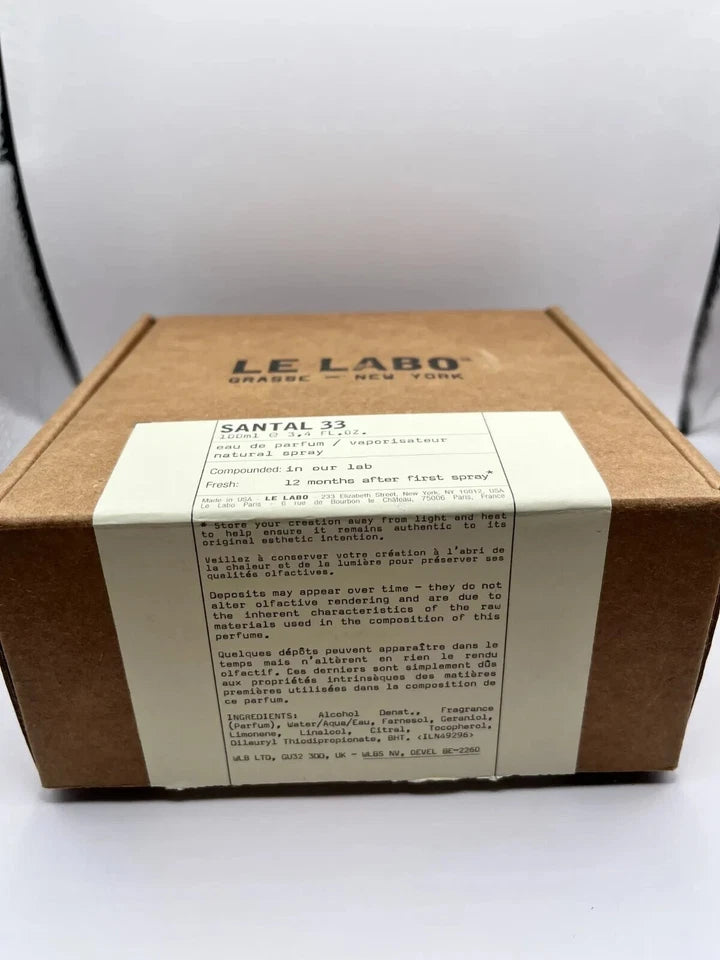 LE LABO®
GRASSE — NEW YORK
SANTAL 33
100ml @ 3.4 FL.OZ.
eau de parfum / vaporisateur
natural spray
Compounded: in our lab
Fresh: 12 months after first spray*
Made in USA - LE LABO - 233 Elizabeth Street, New York, NY 10012, USA
Le Labo Paris - 6 rue de Bourbon le Château, 75006 Paris, France
* Store your creation away from light and heat
to help ensure it remains authentic to its
original esthetic intention.
Veillez à conserver votre création à l'abri de
la chaleur et de la lumière pour préserver ses
qualités olfactives.
Deposits may appear over time — they do not
alter olfactive rendering and are due to
the inherent characteristics of the raw
materials used in the composition of this
perfume.
Quelques dépôts peuvent apparaître dans le
temps mais n'altèrent en rien le rendu
olfactif. Ces derniers sont simplement dûs
aux propriétés intrinsèques des matières
premières utilisées dans la composition de
ce parfum.
INGREDIENTS: Alcohol Denat., Fragrance
(Parfum), Water/Aqua/Eau, Farnesol, Geraniol,
Limonene, Linalool, Citral, Tocopherol,
Dilauryl Thiodipropionate, BHT. <ILN49296>
WLB LTD, GU32 3QD, UK — WLBS NV, OEVEL BE-2260